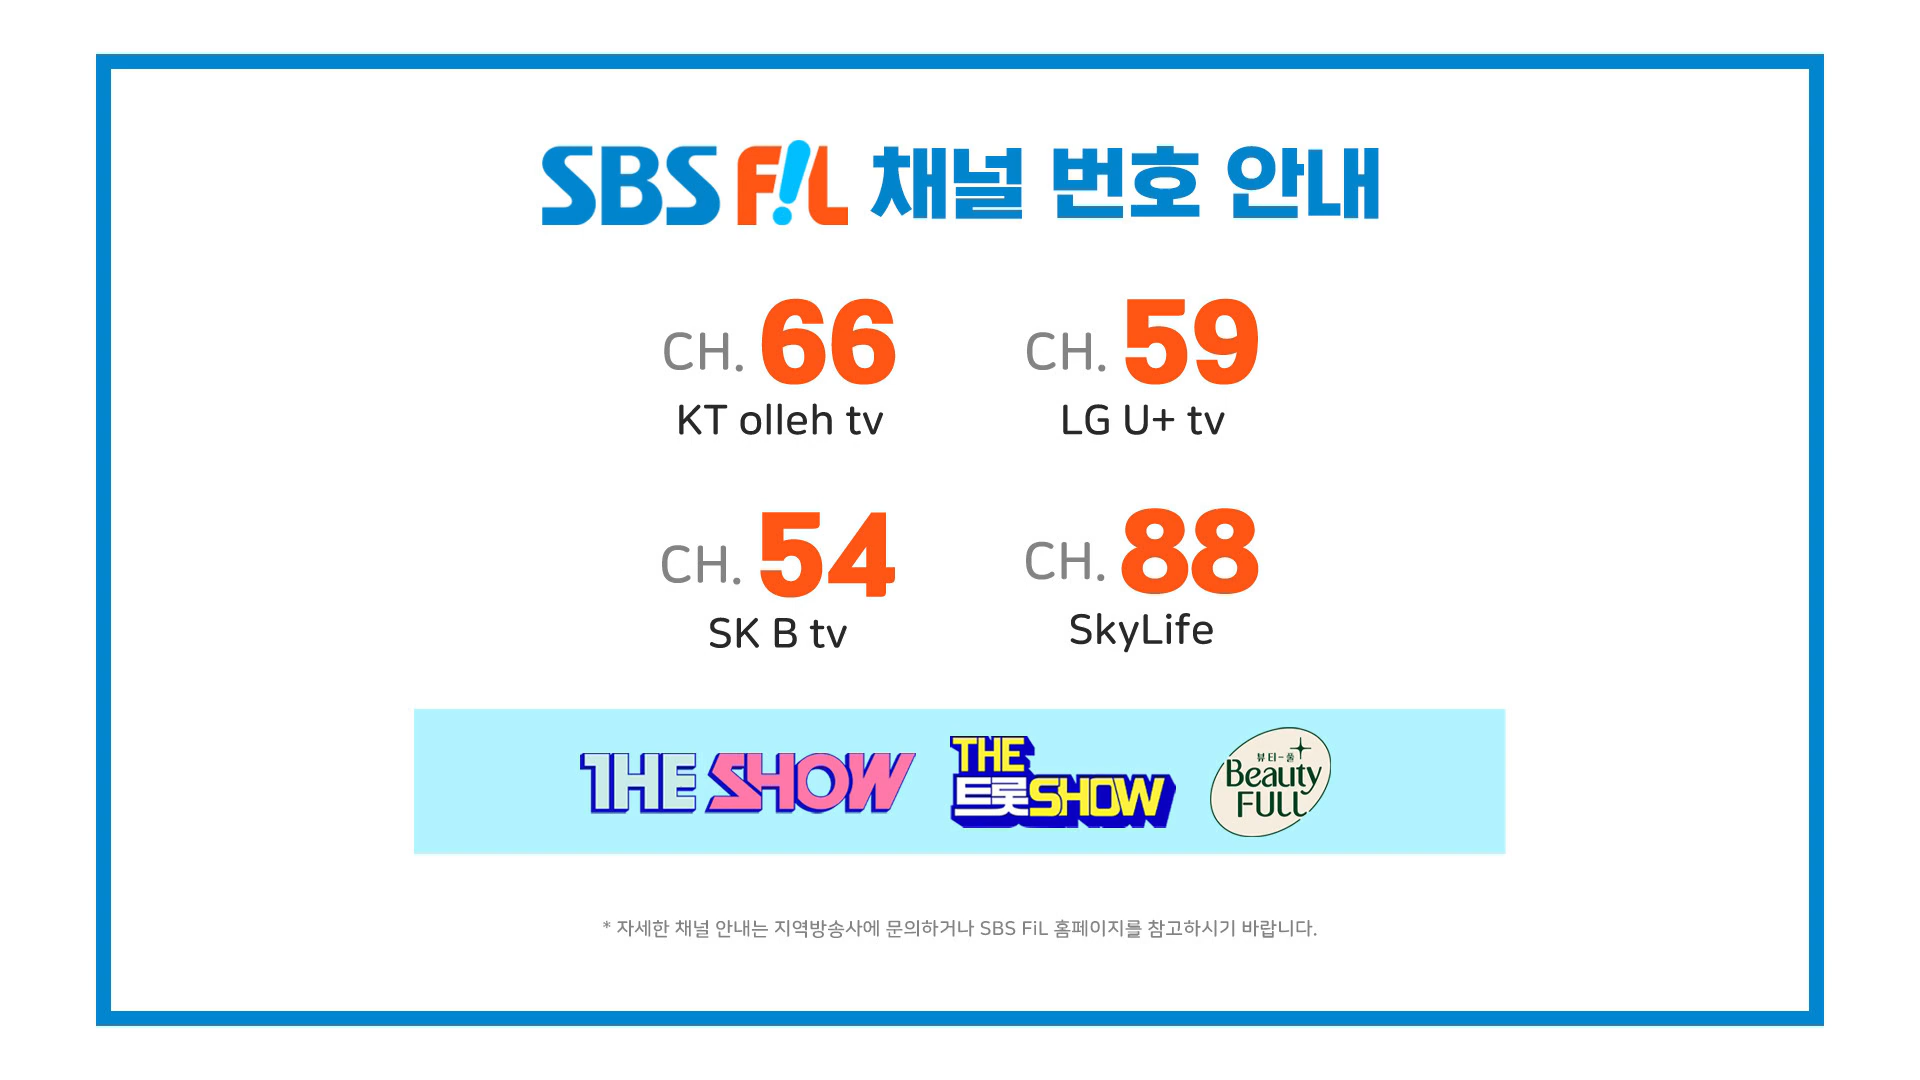 SBS F!L 채널 번호 안내
CH. 66
KT olleh tv
CH. 59
LG U+ tv
CH. 54
SK B tv
CH. 88
SkyLife
THE SHOW
THE
트롯SHOW
뷰티-풀
Beauty
FULL
* 자세한 채널 안내는 지역방송사에 문의하거나 SBS FiL 홈페이지를 참고하시기 바랍니다.